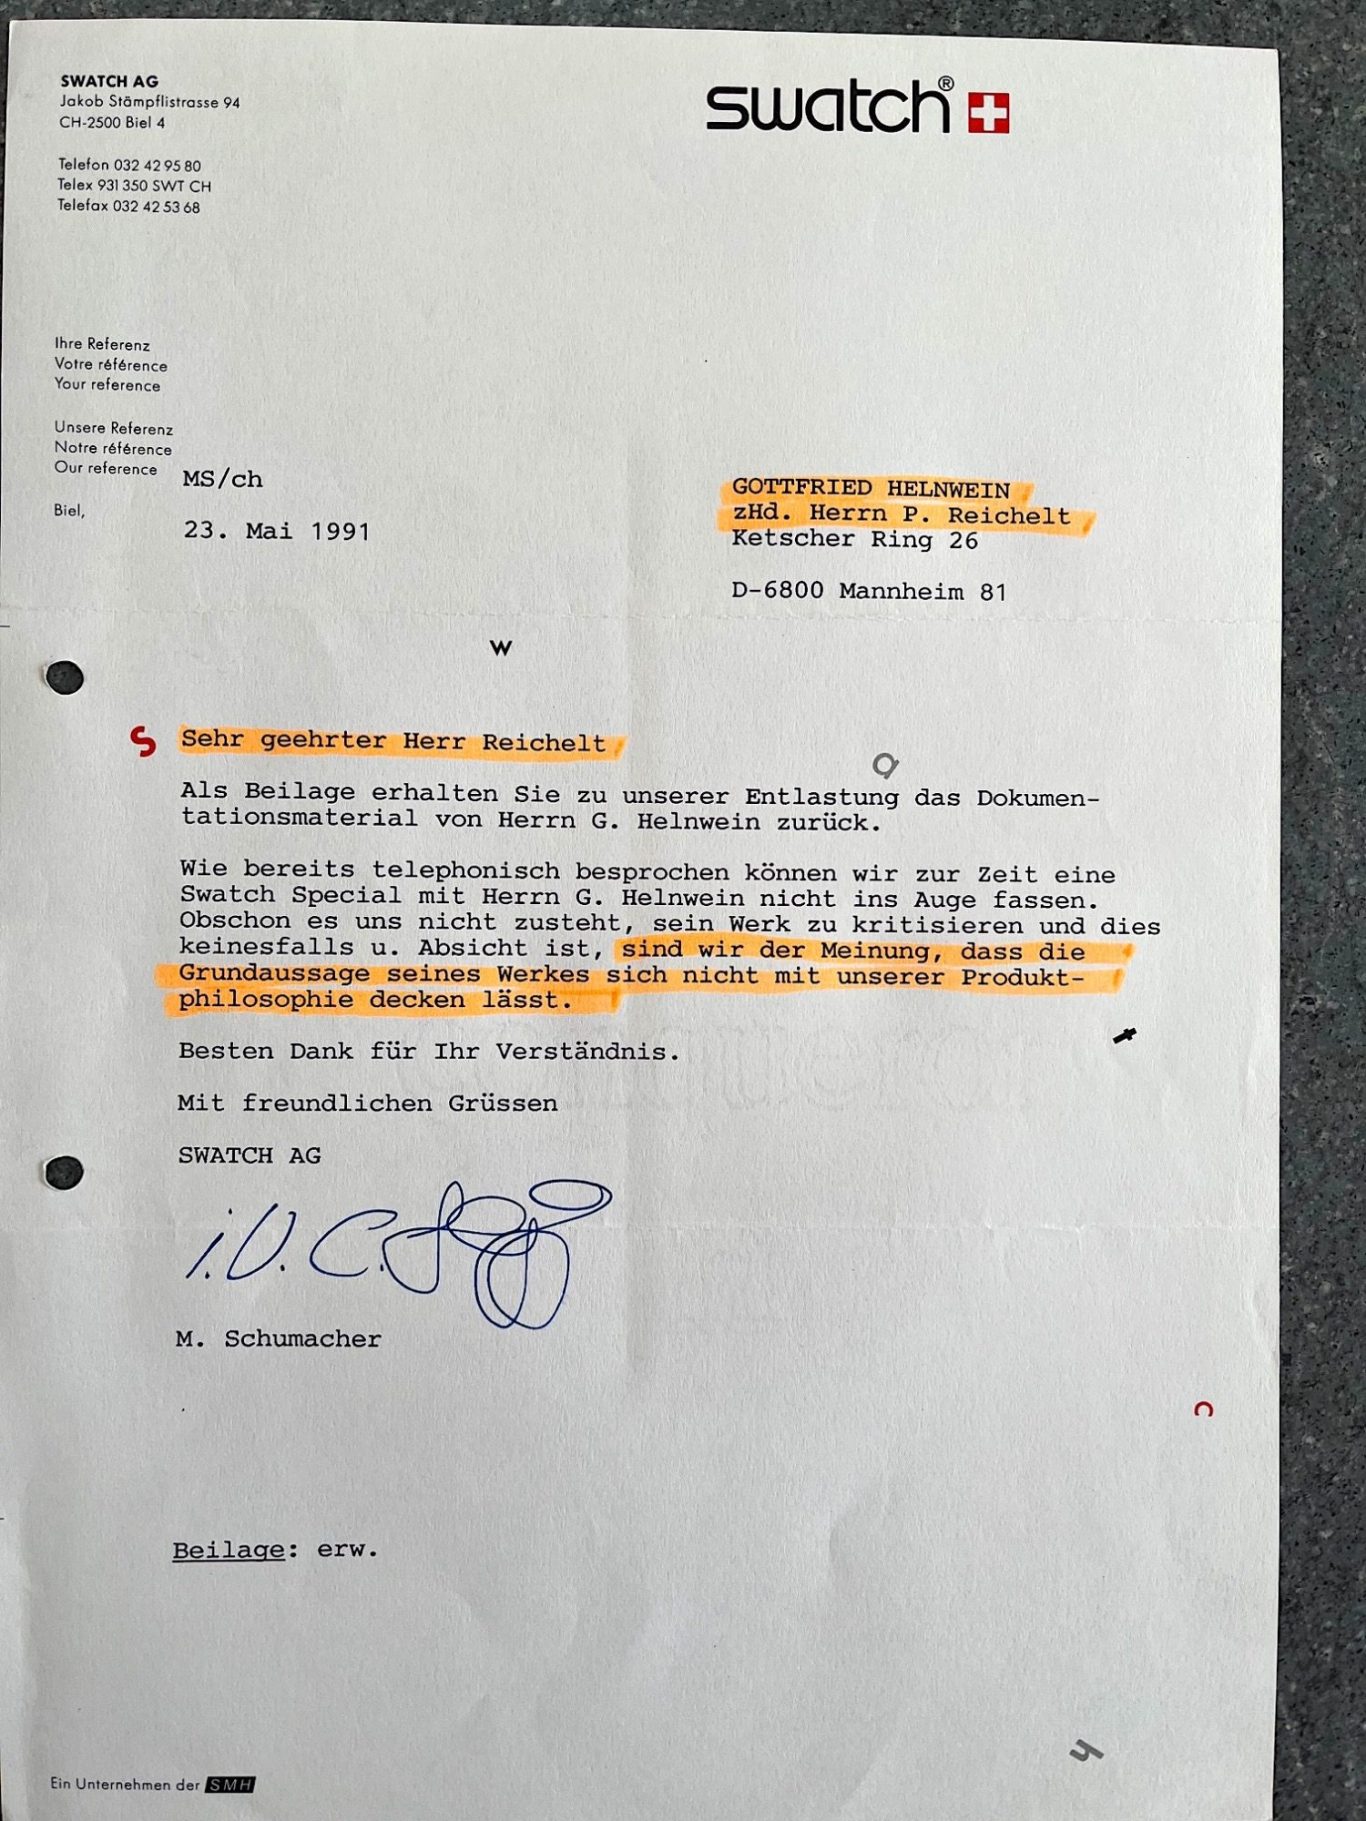 SWATCH AG
Jakob Stämpflistrasse 94
CH-2500 Biel 4
swatch®
Telefon 032 42 95 80
Telex 931 350 SWT CH
Telefax 032 42 53 68
Ihre Referenz
Votre référence
Your reference
Unsere Referenz
Notre référence
Our reference MS/ch
Biel, 23. Mai 1991
GOTTFRIED HELNWEIN
zHd. Herrn P. Reichelt
Ketscher Ring 26
D-6800 Mannheim 81
w
s
Sehr geehrter Herr Reichelt
a
Als Beilage erhalten Sie zu unserer Entlastung das Dokumen-
tationsmaterial von Herrn G. Helnwein zurück.
Wie bereits telephonisch besprochen können wir zur Zeit eine
Swatch Special mit Herrn G. Helnwein nicht ins Auge fassen.
Obschon es uns nicht zusteht, sein Werk zu kritisieren und dies
keinesfalls u. Absicht ist, sind wir der Meinung, dass die
Grundaussage seines Werkes sich nicht mit unserer Produkt-
philosophie decken lässt.
t
Besten Dank für Ihr Verständnis.
Mit freundlichen Grüssen
SWATCH AG
i.V. C.
M. Schumacher
c
Beilage: erw.
h
Ein Unternehmen der SMH